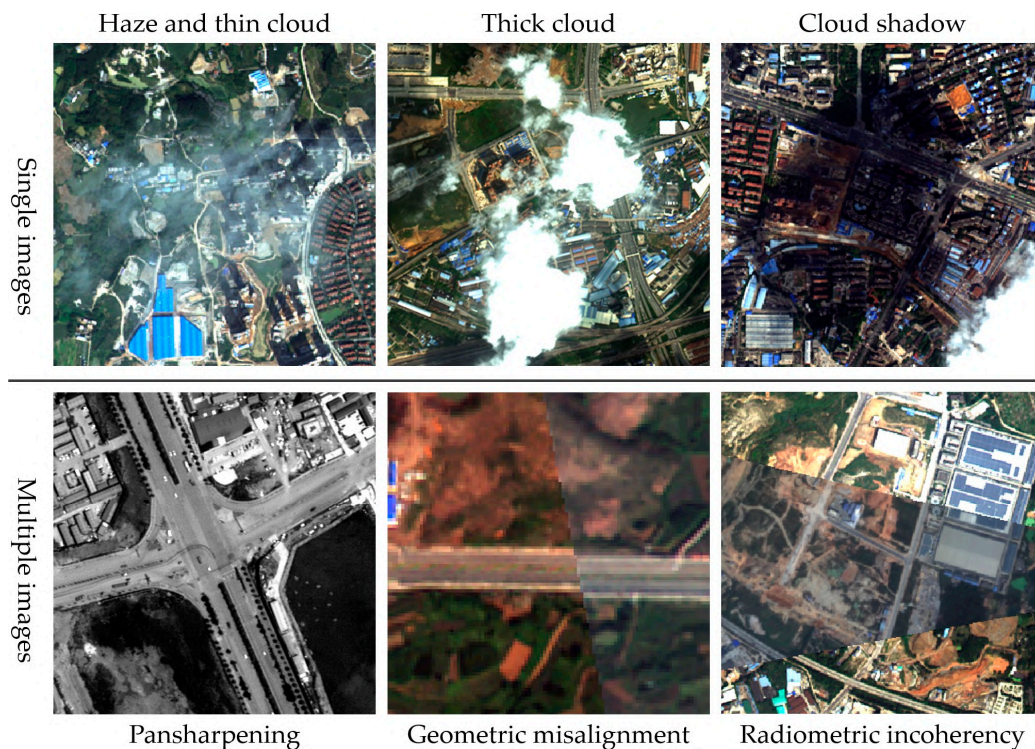 Haze and thin cloud
Thick cloud
Cloud shadow
Single images
Multiple images
Pansharpening
Geometric misalignment
Radiometric incoherency